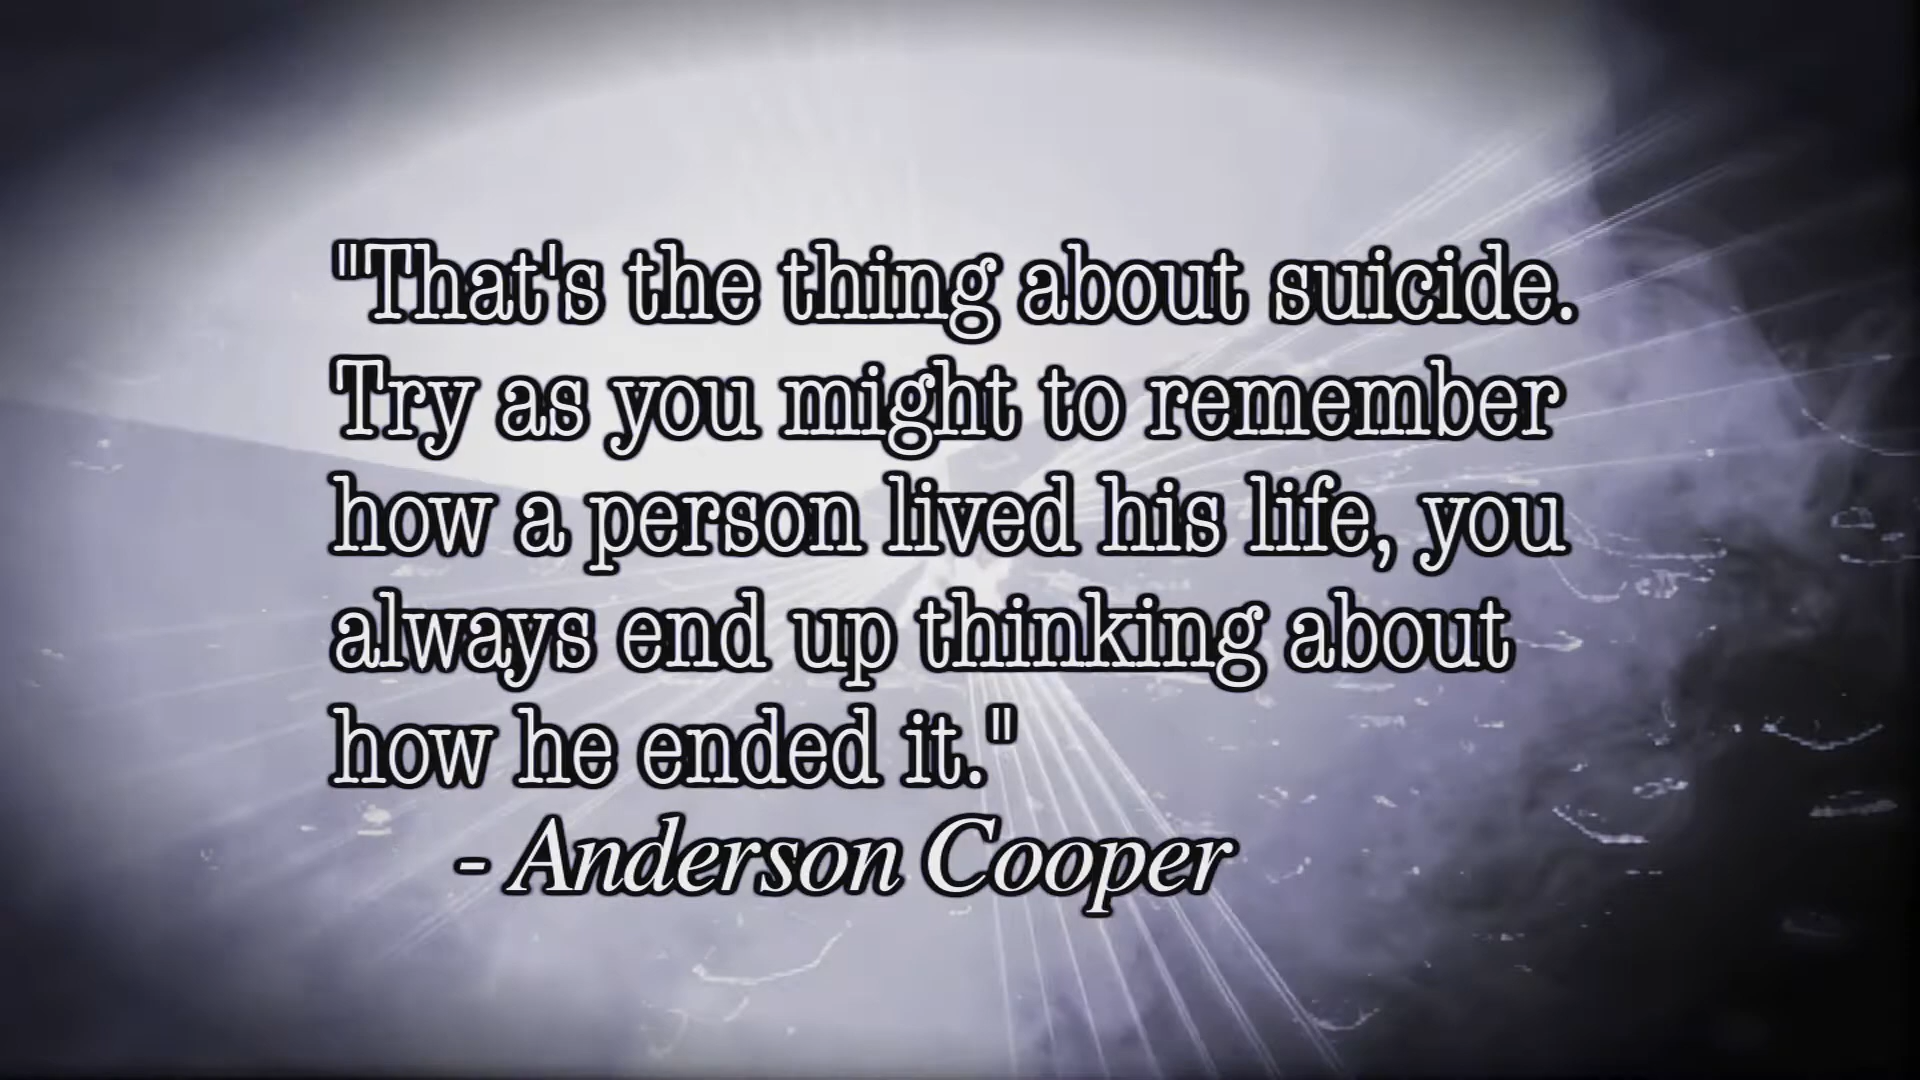 "That's the thing about suicide.
Try as you might to remember
how a person lived his life, you
always end up thinking about
how he ended it."
- Anderson Cooper